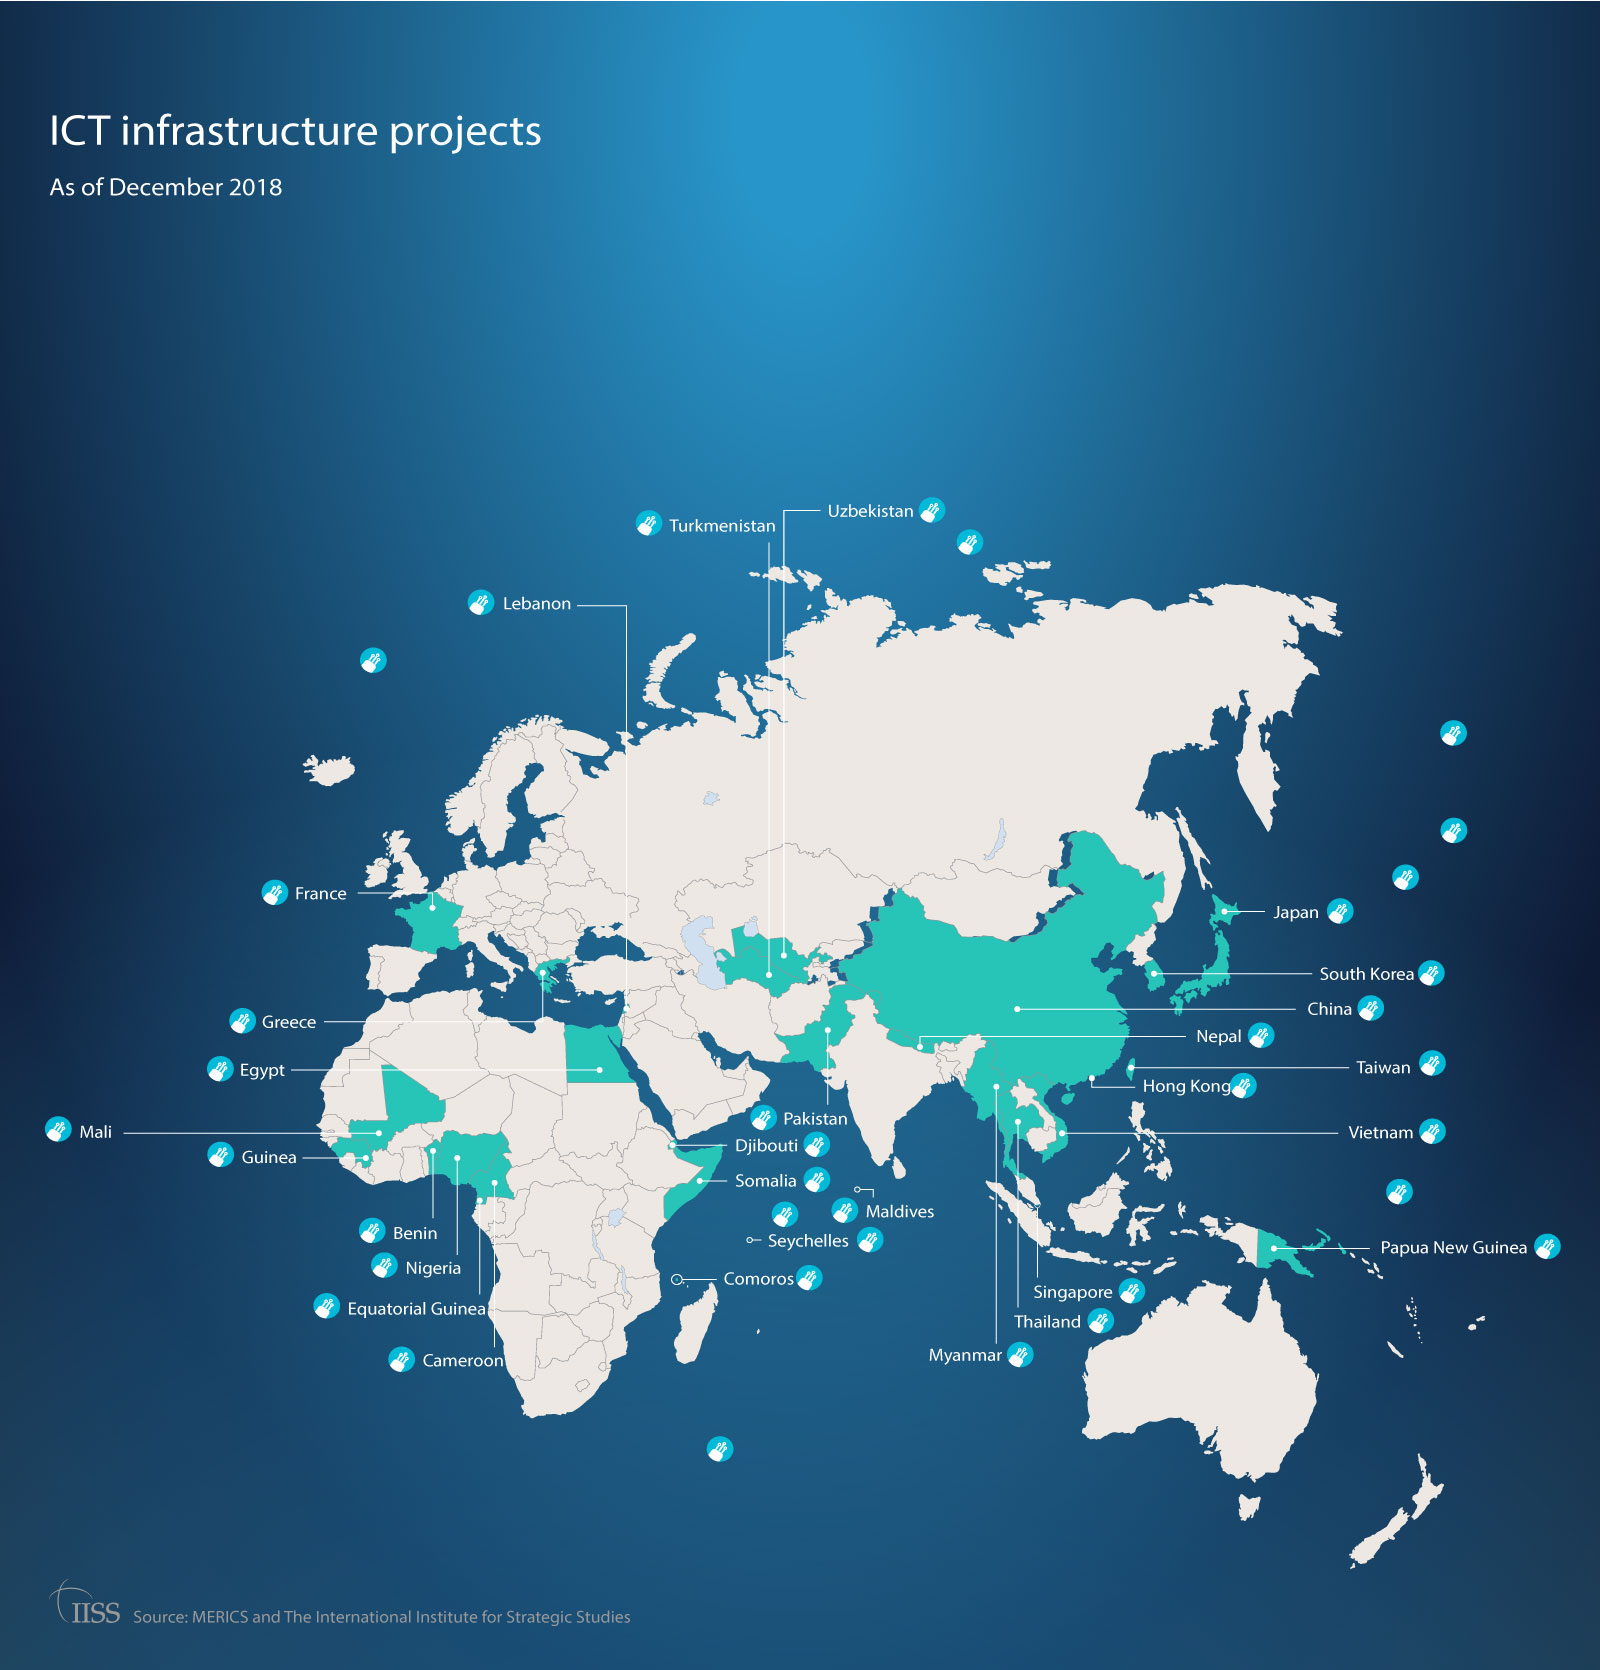 ICT infrastructure projects
As of December 2018
Uzbekistan
Turkmenistan
Lebanon
France
Japan
South Korea
China
Greece
Nepal
Egypt
Taiwan
Hong Kong
Pakistan
Mali
Vietnam
Djibouti
Guinea
Somalia
Maldives
Benin
Seychelles
Papua New Guinea
Nigeria
Comoros
Singapore
Equatorial Guinea
Thailand
Myanmar
Cameroon
IISS Source: MERICS and The International Institute for Strategic Studies